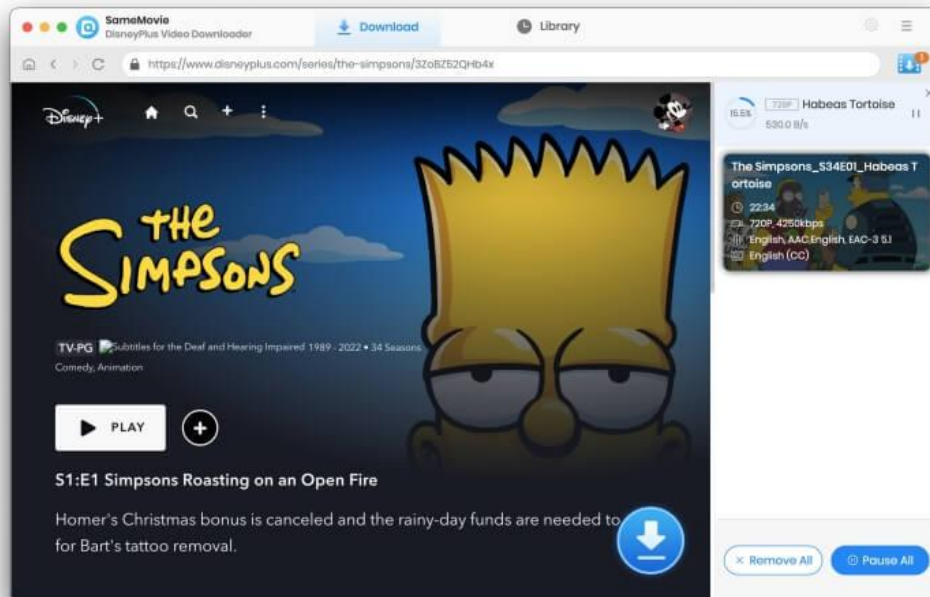 SameMovie
DisneyPlus Video Downloader
Download
Library
https://www.disneyplus.com/series/the-simpsons/3ZoBZ52QHb4x
1
Disney+
THE
SIMPSONS
TV-PG Subtitles for the Deaf and Hearing Impaired 1989 - 2022 • 34 Seasons
Comedy, Animation
PLAY
S1:E1 Simpsons Roasting on an Open Fire
Homer's Christmas bonus is canceled and the rainy-day funds are needed to
for Bart's tattoo removal.
15.5%
720P Habeas Tortoise
530.0 B/s
The Simpsons_S34E01_Habeas T
ortoise
22:34
720P, 4250kbps
English, AAC,English, EAC-3 5.1
English (CC)
Remove All
Pause All